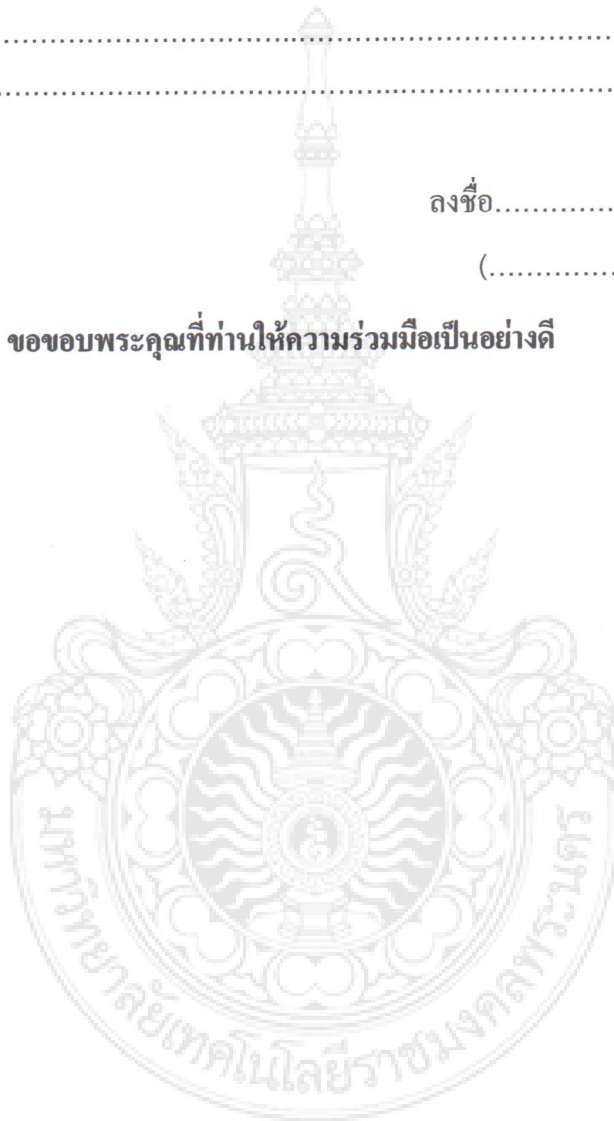 ......................................................................................
......................................................................................
ลงชื่อ.............
(..............
ขอขอบพระคุณที่ท่านให้ความร่วมมือเป็นอย่างดี
มหาวิทยาลัยเทคโนโลยีราชมงคลพระนคร